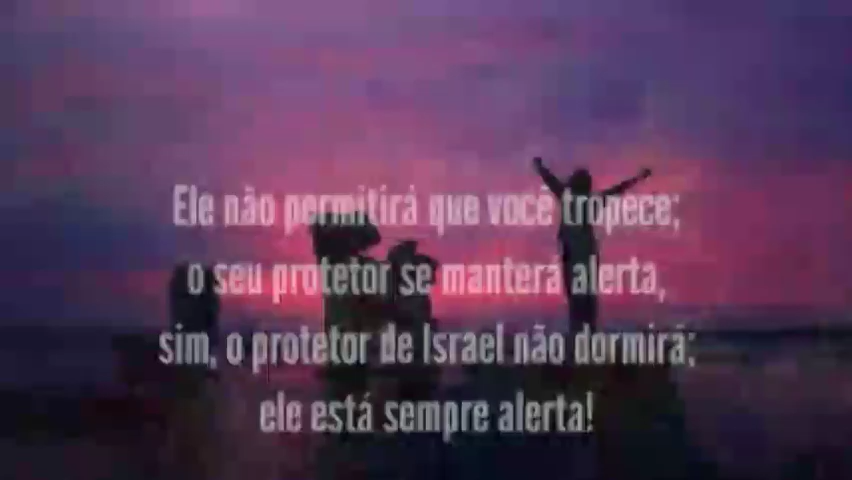 Ele não permitirá que você tropece;
o seu protetor se manterá alerta,
sim, o protetor de Israel não dormirá;
ele está sempre alerta!